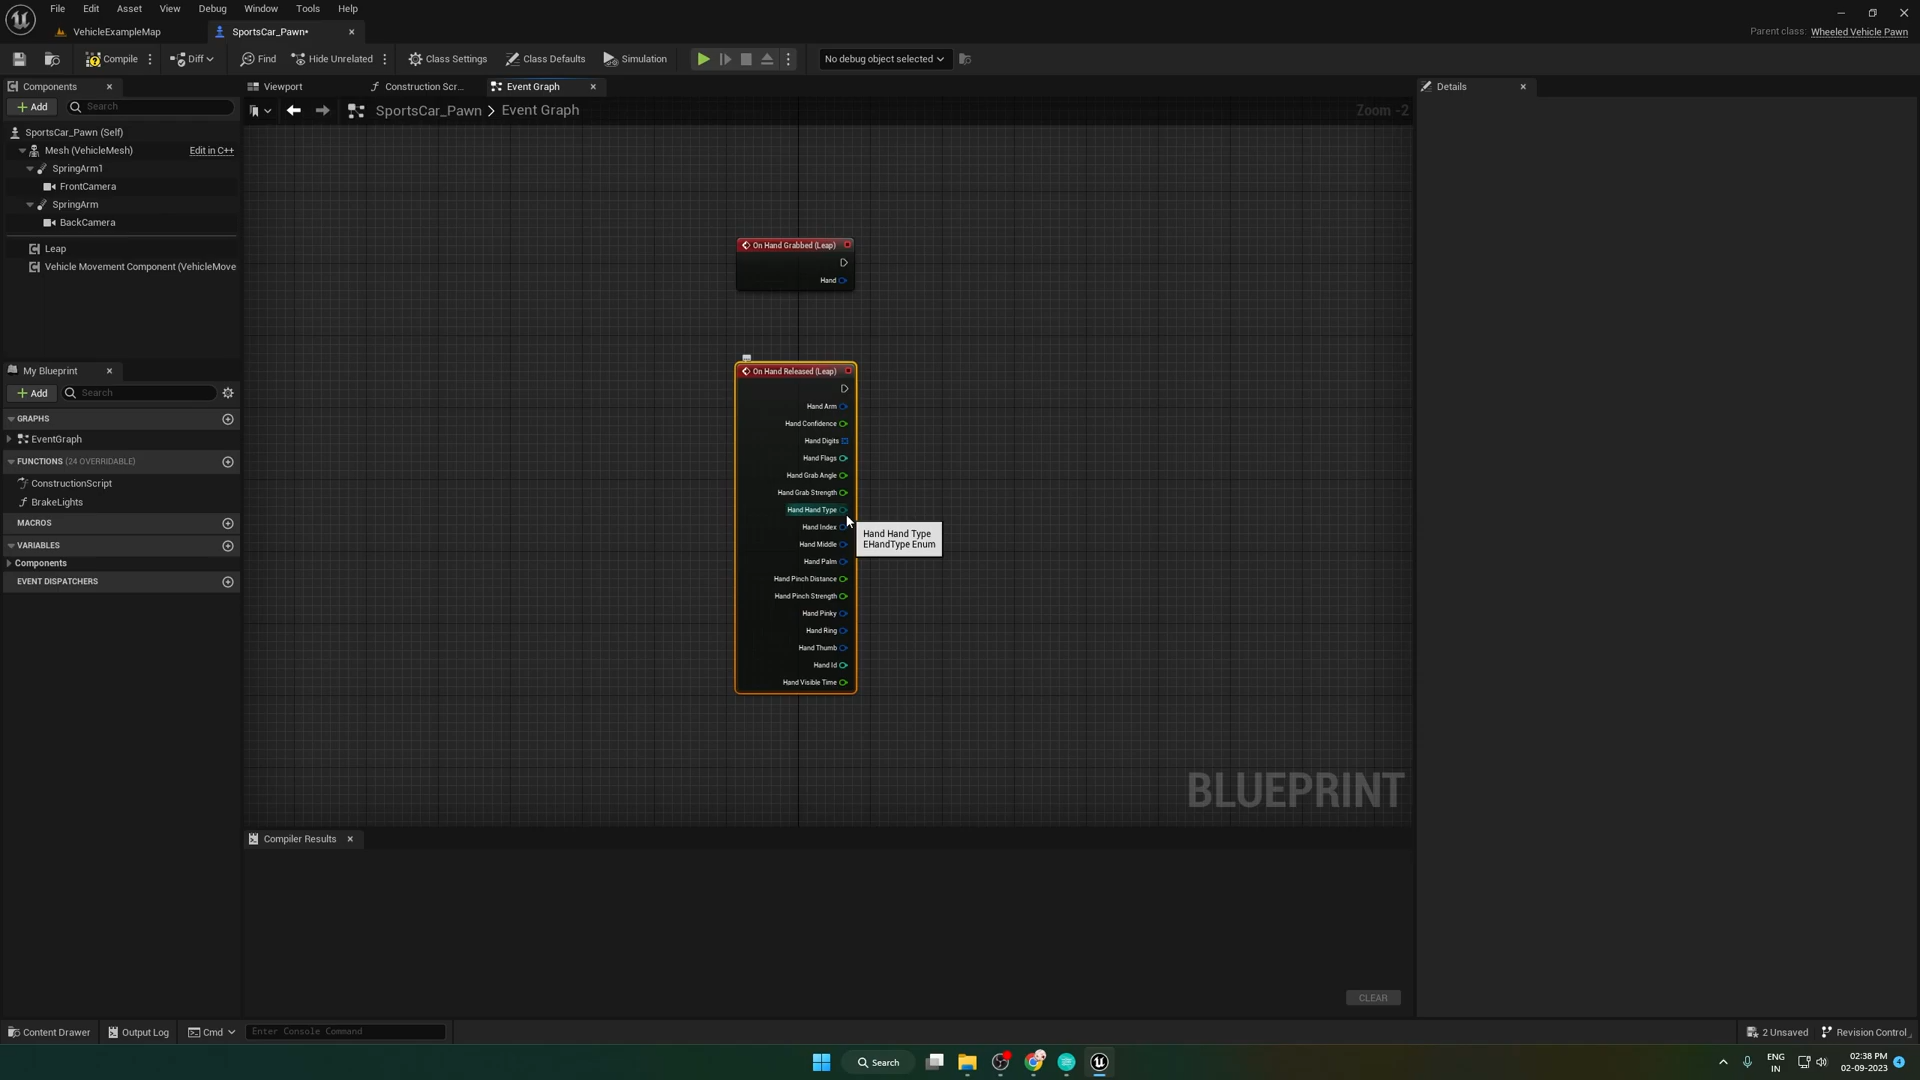 File Edit Asset View Debug Window Tools Help
VehicleExampleMap
SportsCar_Pawn•
Parent class: Wheeled Vehicle Pawn
Compile
Diff
Find
Hide Unrelated
Class Settings
Class Defaults
Simulation
No debug object selected
Components
Add
Search
SportsCar_Pawn (Self)
Mesh (VehicleMesh)
Edit in C++
SpringArm1
FrontCamera
SpringArm
BackCamera
Leap
Vehicle Movement Component (VehicleMove
My Blueprint
Add
Search
GRAPHS
EventGraph
FUNCTIONS (24 OVERRIDABLE)
ConstructionScript
BrakeLights
MACROS
VARIABLES
Components
EVENT DISPATCHERS
Viewport
Construction Scr...
Event Graph
SportsCar_Pawn > Event Graph
Zoom -2
On Hand Grabbed (Leap)
Hand
On Hand Released (Leap)
Hand Arm
Hand Confidence
Hand Digits
Hand Flags
Hand Grab Angle
Hand Grab Strength
Hand Hand Type
Hand Index
Hand Middle
Hand Palm
Hand Pinch Distance
Hand Pinch Strength
Hand Pinky
Hand Ring
Hand Thumb
Hand Id
Hand Visible Time
Hand Hand Type
EHandType Enum
BLUEPRINT
Compiler Results
CLEAR
Details
Content Drawer
Output Log
Cmd
Enter Console Command
2 Unsaved
Revision Control
Search
ENG
IN
02:38 PM
02-09-2023
4